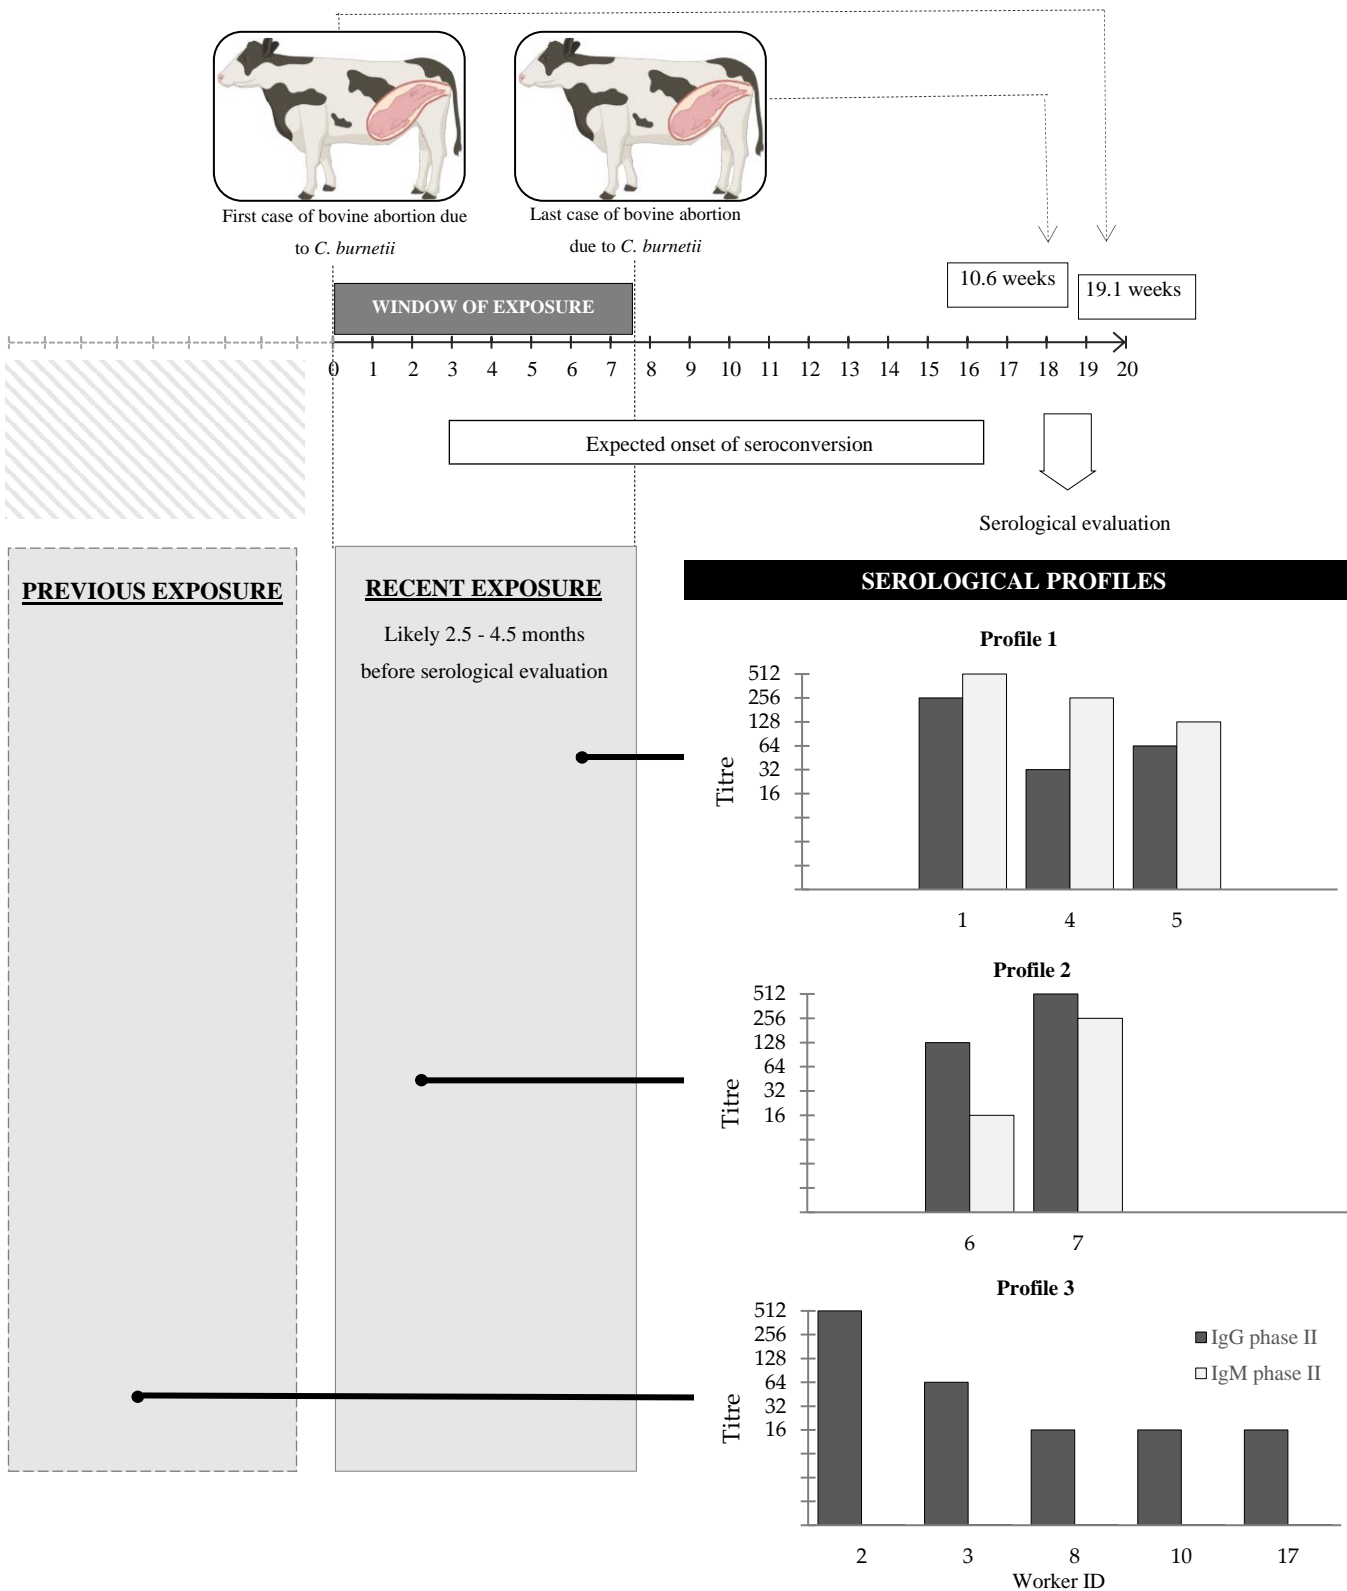 First case of bovine abortion due
to C. burnetii
Last case of bovine abortion
due to C. burnetii
10.6 weeks
19.1 weeks
WINDOW OF EXPOSURE
0 1 2 3 4 5 6 7 8 9 10 11 12 13 14 15 16 17 18 19 20
Expected onset of seroconversion
Serological evaluation
PREVIOUS EXPOSURE
RECENT EXPOSURE
Likely 2.5 - 4.5 months
before serological evaluation
SEROLOGICAL PROFILES
Profile 1
Titre
512
256
128
64
32
16
1 4 5
Profile 2
Titre
512
256
128
64
32
16
6 7
Profile 3
Titre
512
256
128
64
32
16
IgG phase II
IgM phase II
2 3 8 10 17
Worker ID